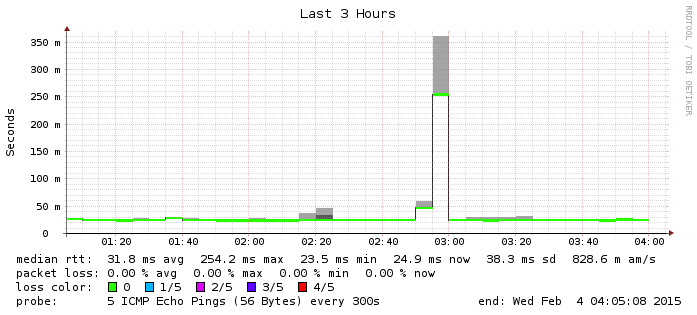 Last 3 Hours
RRDTOOL / TOBI OETIKER
Seconds
350 m
300 m
250 m
200 m
150 m
100 m
50 m
0
01:20 01:40 02:00 02:20 02:40 03:00 03:20 03:40 04:00
median rtt: 31.8 ms avg 254.2 ms max 23.5 ms min 24.9 ms now 38.3 ms sd 828.6 m am/s
packet loss: 0.00 % avg 0.00 % max 0.00 % min 0.00 % now
loss color: 0 1/5 2/5 3/5 4/5
probe: 5 ICMP Echo Pings (56 Bytes) every 300s end: Wed Feb 4 04:05:08 2015